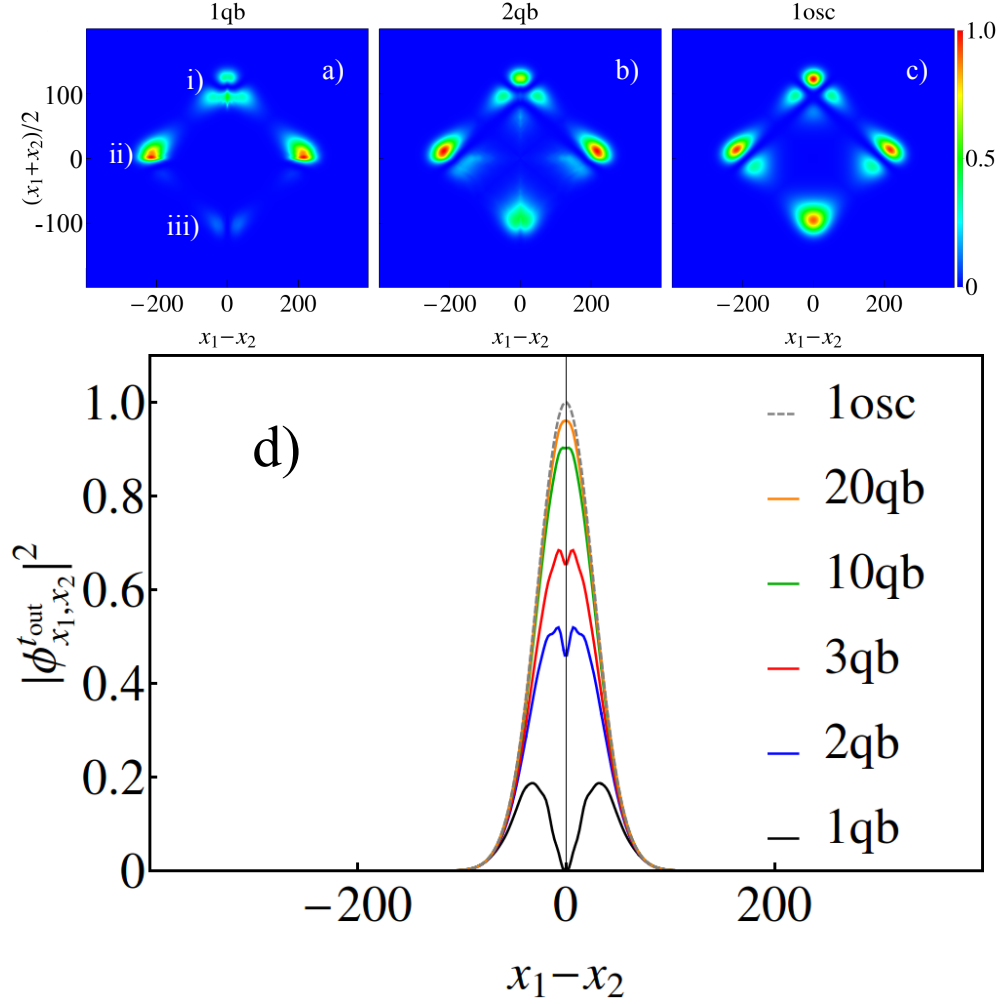 1qb 2qb 1osc
a) b) c)
i)
ii)
iii)
(x₁+x₂)/2
100
0
-100
−200 0 200
−200 0 200
−200 0 200
x₁−x₂ x₁−x₂ x₁−x₂
1.0
0.5
0
d)
|ϕ^{t_out}_{x₁,x₂}|²
1.0
0.8
0.6
0.4
0.2
0
−200 0 200
x₁−x₂
1osc
20qb
10qb
3qb
2qb
1qb